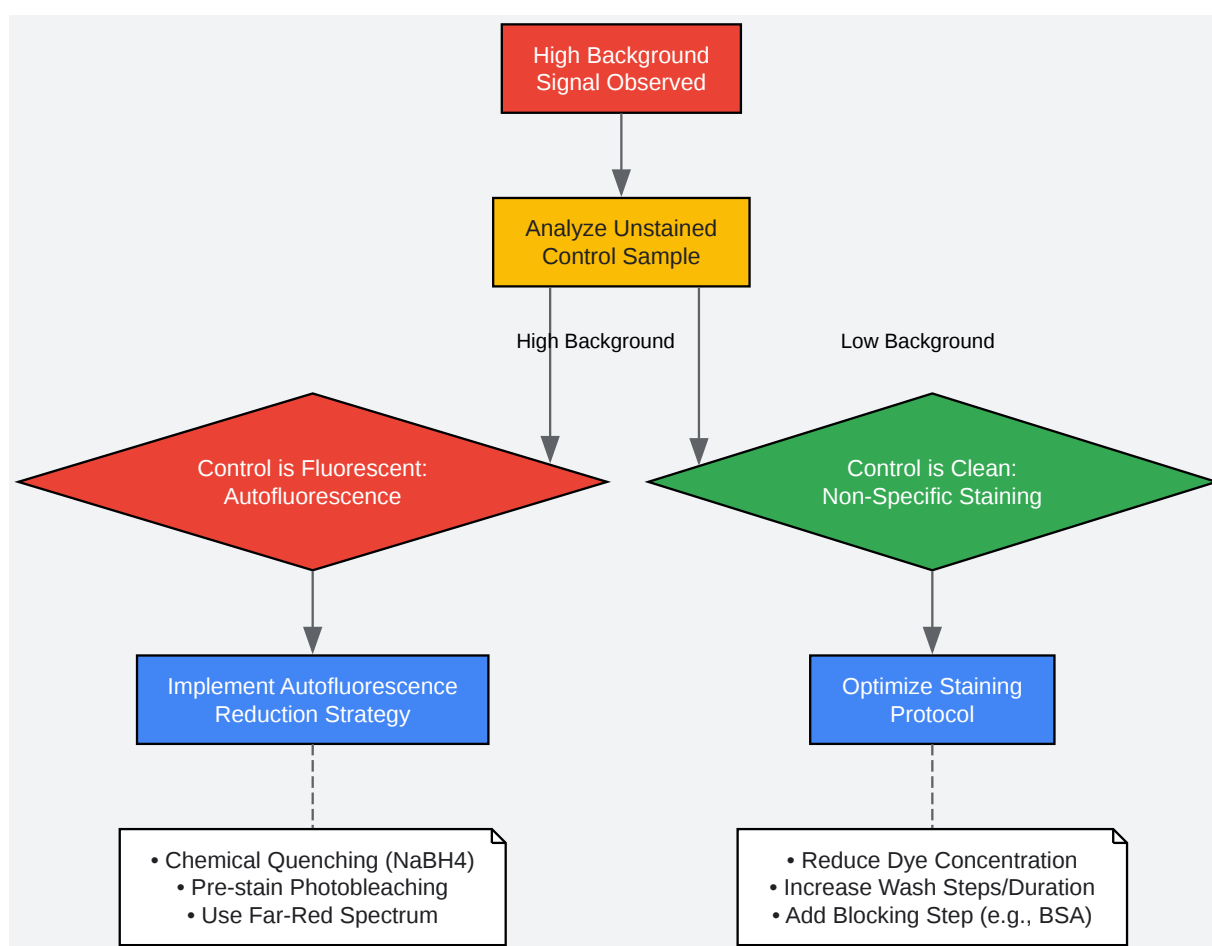 High Background
Signal Observed
Analyze Unstained
Control Sample
High Background
Low Background
Control is Fluorescent:
Autofluorescence
Control is Clean:
Non-Specific Staining
Implement Autofluorescence
Reduction Strategy
Optimize Staining
Protocol
• Chemical Quenching (NaBH4)
• Pre-stain Photobleaching
• Use Far-Red Spectrum
• Reduce Dye Concentration
• Increase Wash Steps/Duration
• Add Blocking Step (e.g., BSA)